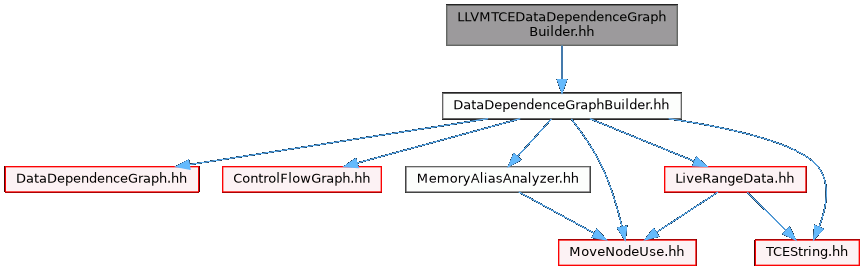 LLVMTCEDataDependenceGraph
Builder.hh
DataDependenceGraphBuilder.hh
DataDependenceGraph.hh
ControlFlowGraph.hh
MemoryAliasAnalyzer.hh
LiveRangeData.hh
MoveNodeUse.hh
TCEString.hh